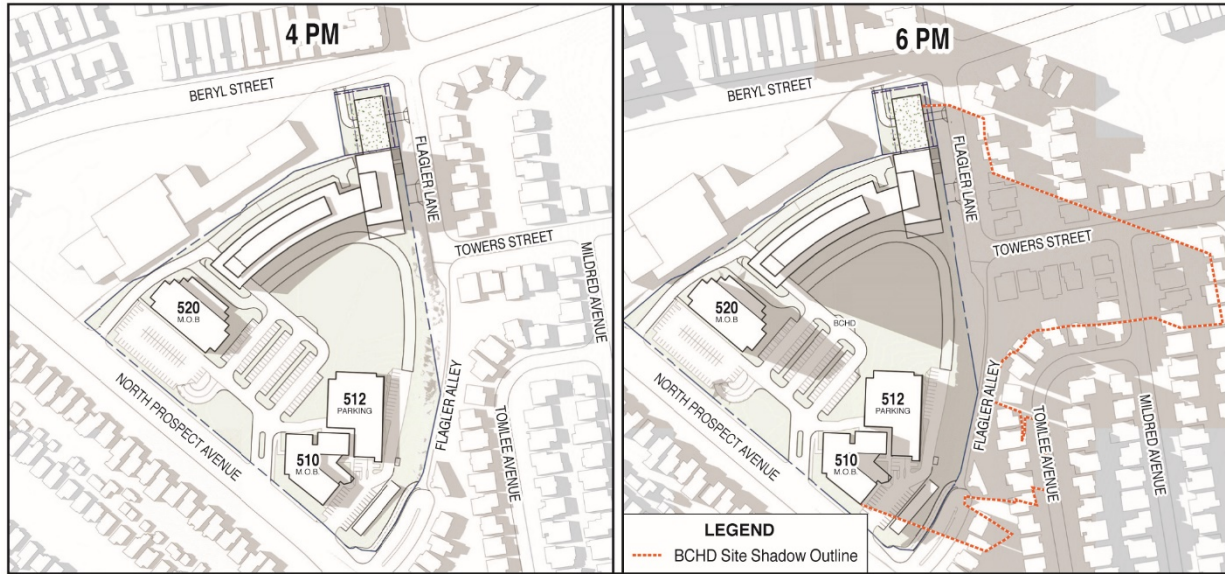 4 PM
BERYL STREET
FLAGLER LANE
TOWERS STREET
MILDRED AVENUE
520
M.O.B
512
PARKING
510
M.O.B.
NORTH PROSPECT AVENUE
FLAGLER ALLEY
TOMLEE AVENUE
6 PM
BERYL STREET
FLAGLER LANE
TOWERS STREET
520
M.O.B
BCHD
512
PARKING
510
M.O.B.
NORTH PROSPECT AVENUE
FLAGLER ALLEY
TOMLEE AVENUE
MILDRED AVENUE
LEGEND
BCHD Site Shadow Outline